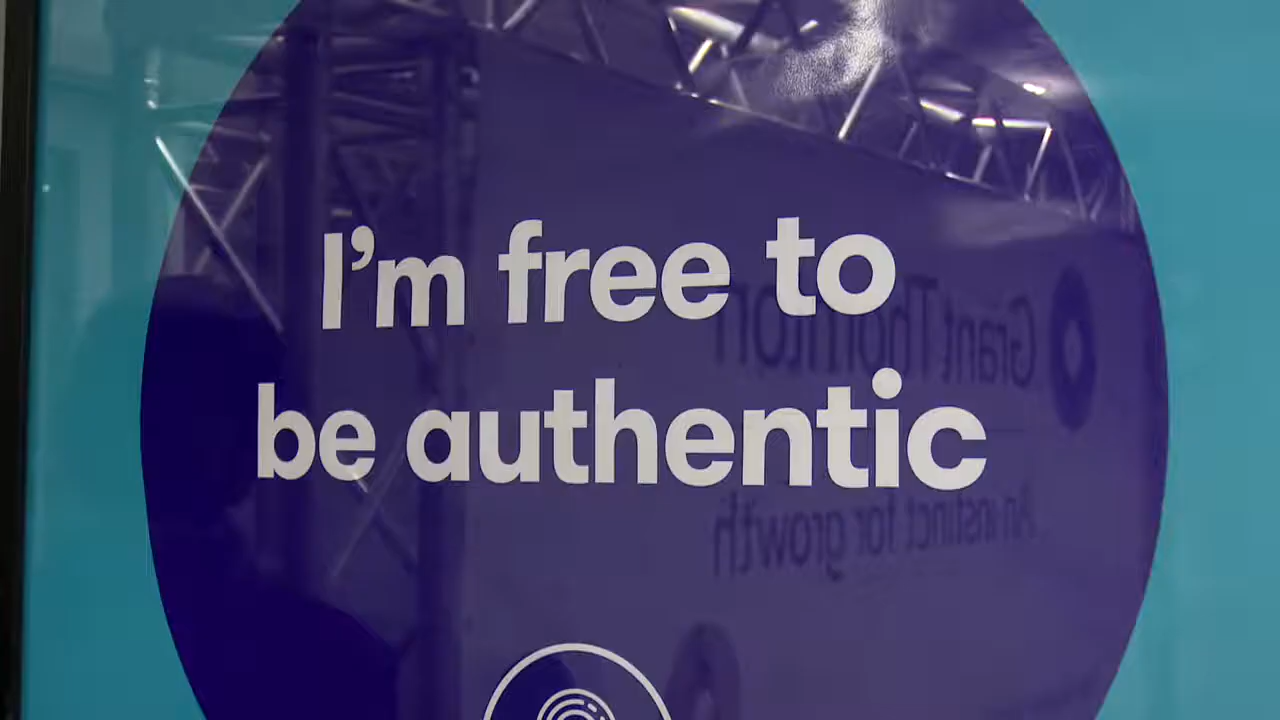 I'm free to
be authentic
Grant Thornton
An instinct for growth